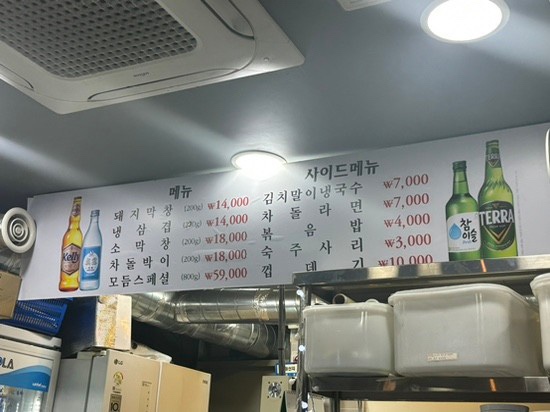 메뉴
돼지막창 (200g) ₩14,000
냉삼겹 (220g) ₩14,000
소막창 (200g) ₩18,000
차돌박이 (200g) ₩18,000
모듬스페셜 (800g) ₩59,000
사이드메뉴
김치말이냉국수 ₩7,000
차돌라면 ₩7,000
볶음밥 ₩4,000
숙주사리 ₩3,000
껍데기 ₩10,000
Kelly
참이슬
TERRA
LG